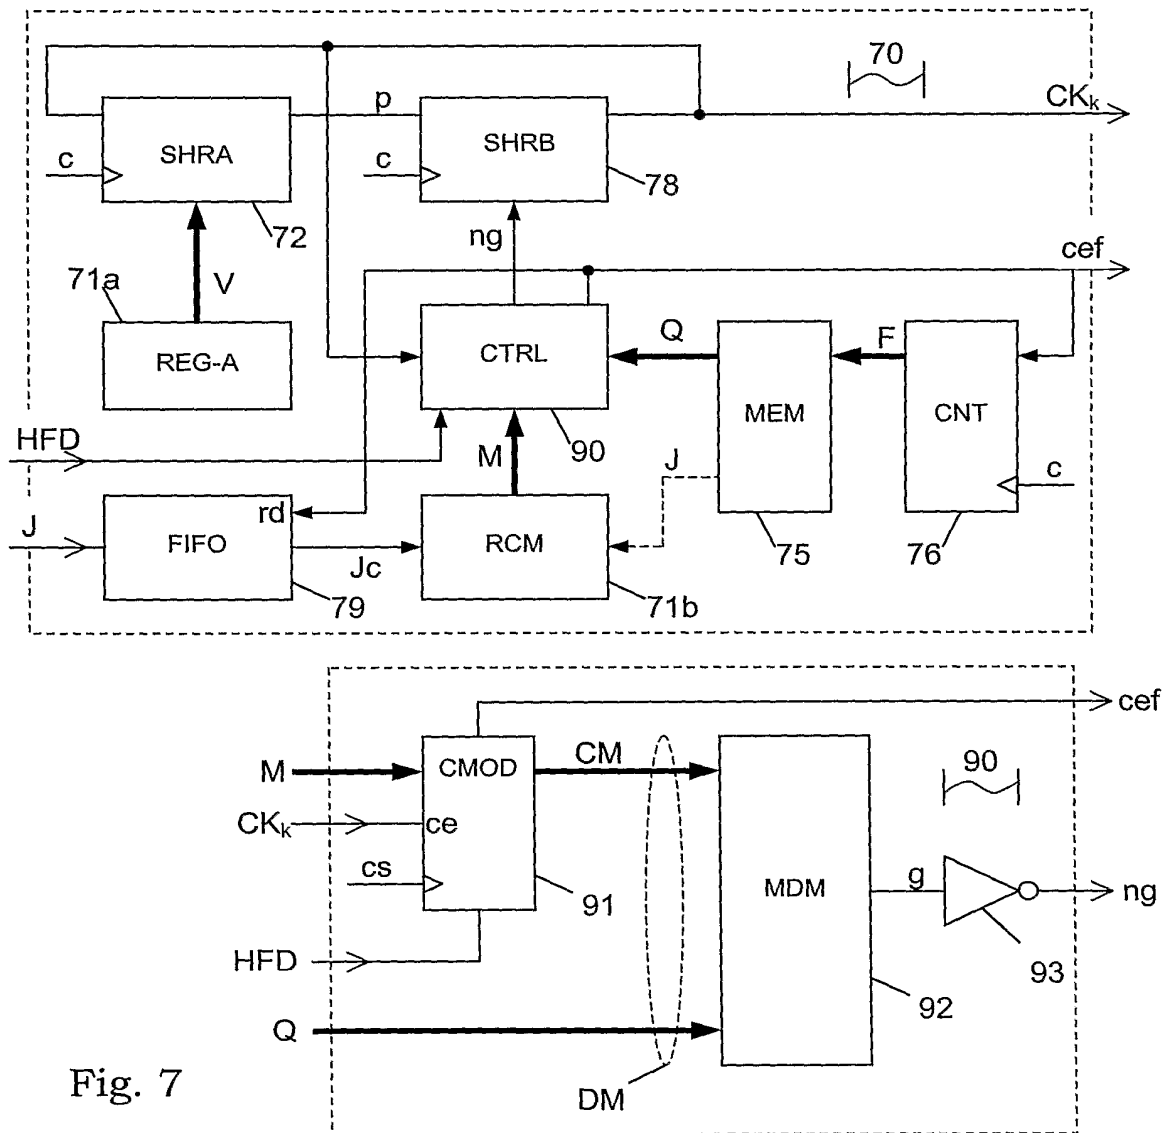 70
CKk
p
SHRA
SHRB
c
c
78
72
ng
cef
71a
V
REG-A
CTRL
Q
F
MEM
CNT
HFD
M
90
J
c
rd
J
FIFO
RCM
Jc
75
76
79
71b
cef
M
CMOD
CM
90
CKk
ce
cs
MDM
g
ng
91
HFD
93
92
Q
DM
Fig. 7